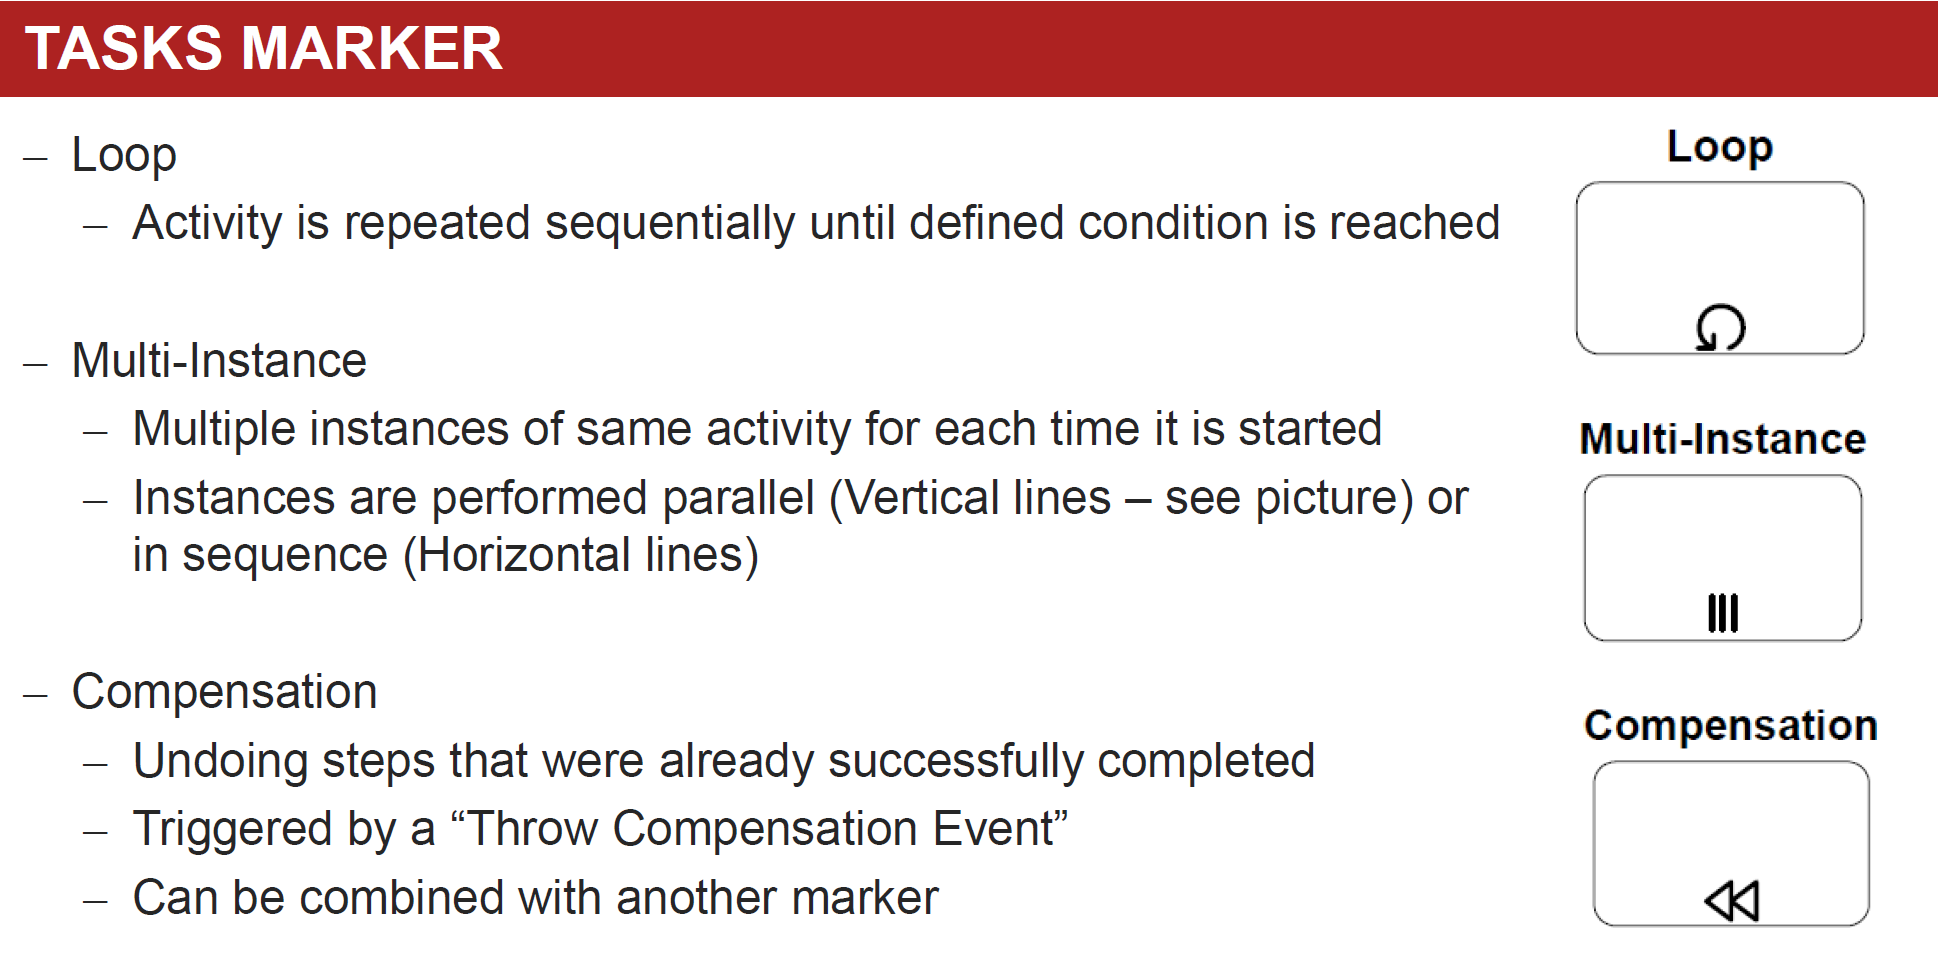 TASKS MARKER
– Loop
– Activity is repeated sequentially until defined condition is reached
– Multi-Instance
– Multiple instances of same activity for each time it is started
– Instances are performed parallel (Vertical lines – see picture) or
in sequence (Horizontal lines)
– Compensation
– Undoing steps that were already successfully completed
– Triggered by a “Throw Compensation Event”
– Can be combined with another marker
Loop
Multi-Instance
Compensation